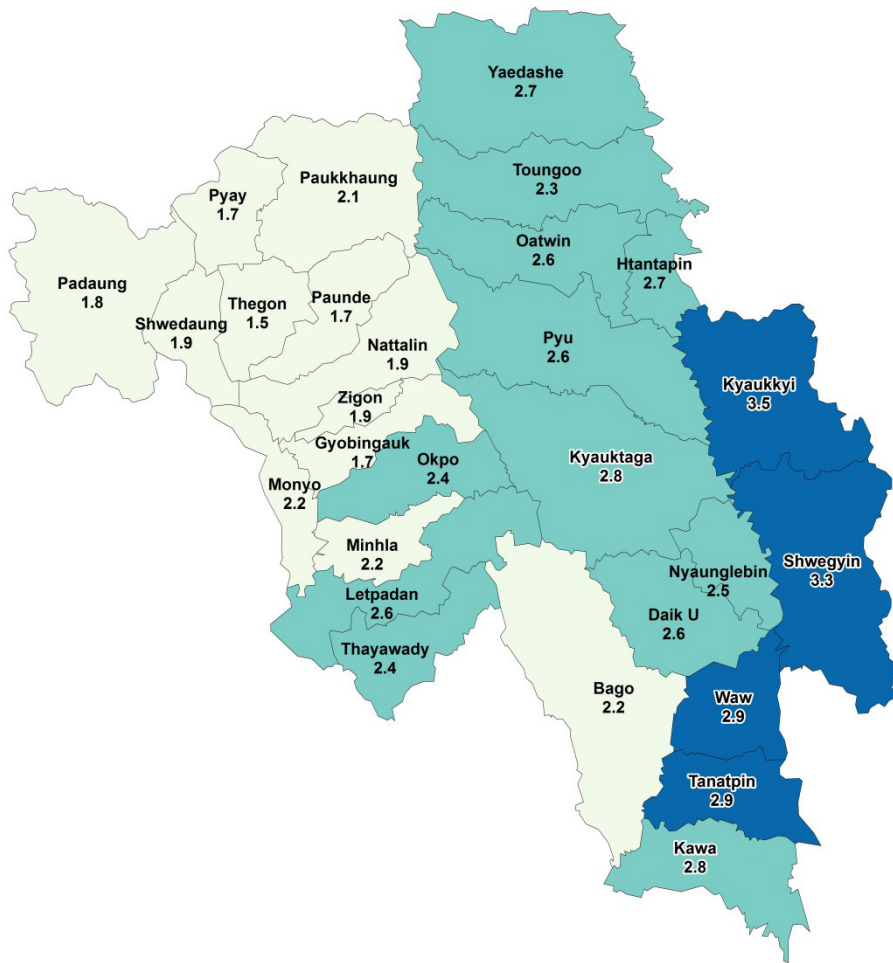 Yaedashe
2.7
Toungoo
2.3
Paukkhaung
2.1
Pyay
1.7
Oatwin
2.6
Htantapin
2.7
Padaung
1.8
Shwedaung
1.9
Thegon
1.5
Paunde
1.7
Nattalin
1.9
Pyu
2.6
Kyaukkyi
3.5
Zigon
1.9
Gyobingauk
1.7
Okpo
2.4
Kyauktaga
2.8
Monyo
2.2
Minhla
2.2
Shwegyin
3.3
Nyaunglebin
2.5
Letpadan
2.6
Daik U
2.6
Thayawady
2.4
Bago
2.2
Waw
2.9
Tanatpin
2.9
Kawa
2.8